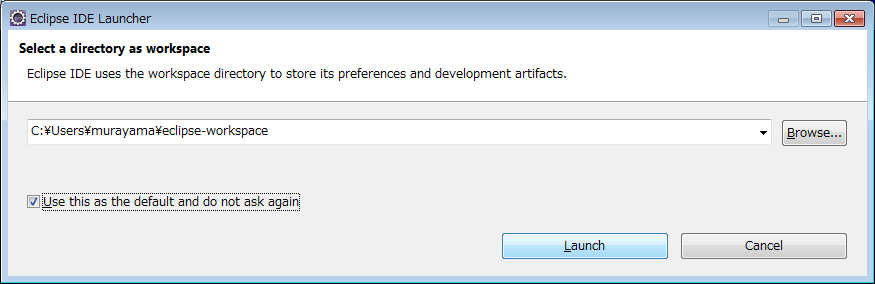 Eclipse IDE Launcher
Select a directory as workspace
Eclipse IDE uses the workspace directory to store its preferences and development artifacts.
C:¥Users¥murayama¥eclipse-workspace
Browse...
Use this as the default and do not ask again
Launch
Cancel